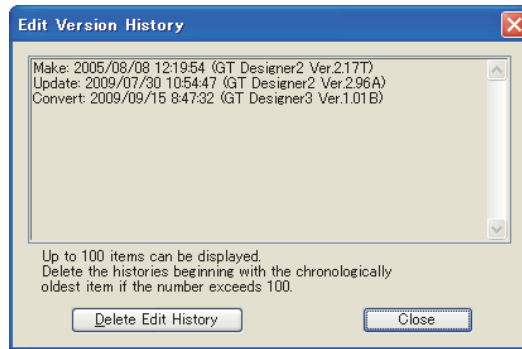 Edit Version History
Make: 2005/08/08 12:19:54 (GT Designer2 Ver.2.17T)
Update: 2009/07/30 10:54:47 (GT Designer2 Ver.2.96A)
Convert: 2009/09/15 8:47:32 (GT Designer3 Ver.1.01B)
Up to 100 items can be displayed.
Delete the histories beginning with the chronologically
oldest item if the number exceeds 100.
Delete Edit History
Close